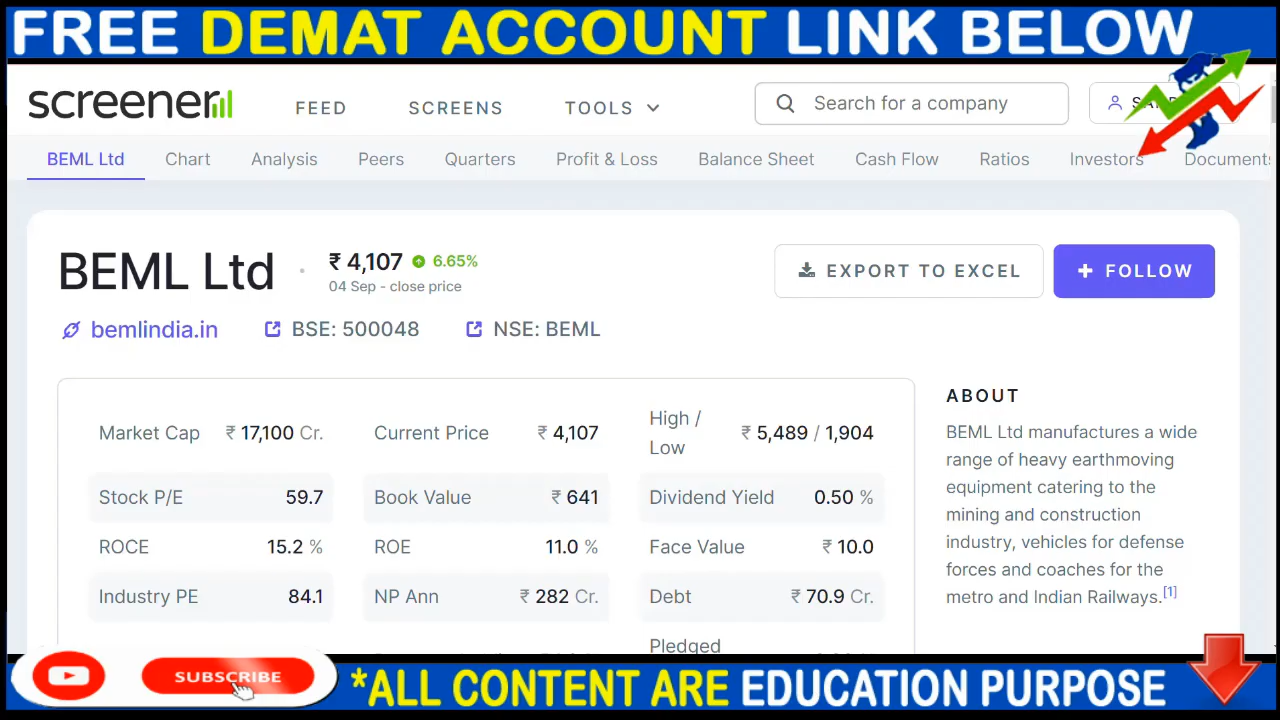 FREE DEMAT ACCOUNT LINK BELOW
screener
FEED
SCREENS
TOOLS
Search for a company
BEML Ltd
Chart
Analysis
Peers
Quarters
Profit & Loss
Balance Sheet
Cash Flow
Ratios
Investors
Documents
BEML Ltd
₹ 4,107 6.65%
04 Sep - close price
EXPORT TO EXCEL
+ FOLLOW
bemlindia.in
BSE: 500048
NSE: BEML
Market Cap ₹ 17,100 Cr.
Current Price ₹ 4,107
High / Low ₹ 5,489 / 1,904
Stock P/E 59.7
Book Value ₹ 641
Dividend Yield 0.50 %
ROCE 15.2 %
ROE 11.0 %
Face Value ₹ 10.0
Industry PE 84.1
NP Ann ₹ 282 Cr.
Debt ₹ 70.9 Cr.
Pledged
ABOUT
BEML Ltd manufactures a wide
range of heavy earthmoving
equipment catering to the
mining and construction
industry, vehicles for defense
forces and coaches for the
metro and Indian Railways.[1]
SUBSCRIBE
*ALL CONTENT ARE EDUCATION PURPOSE